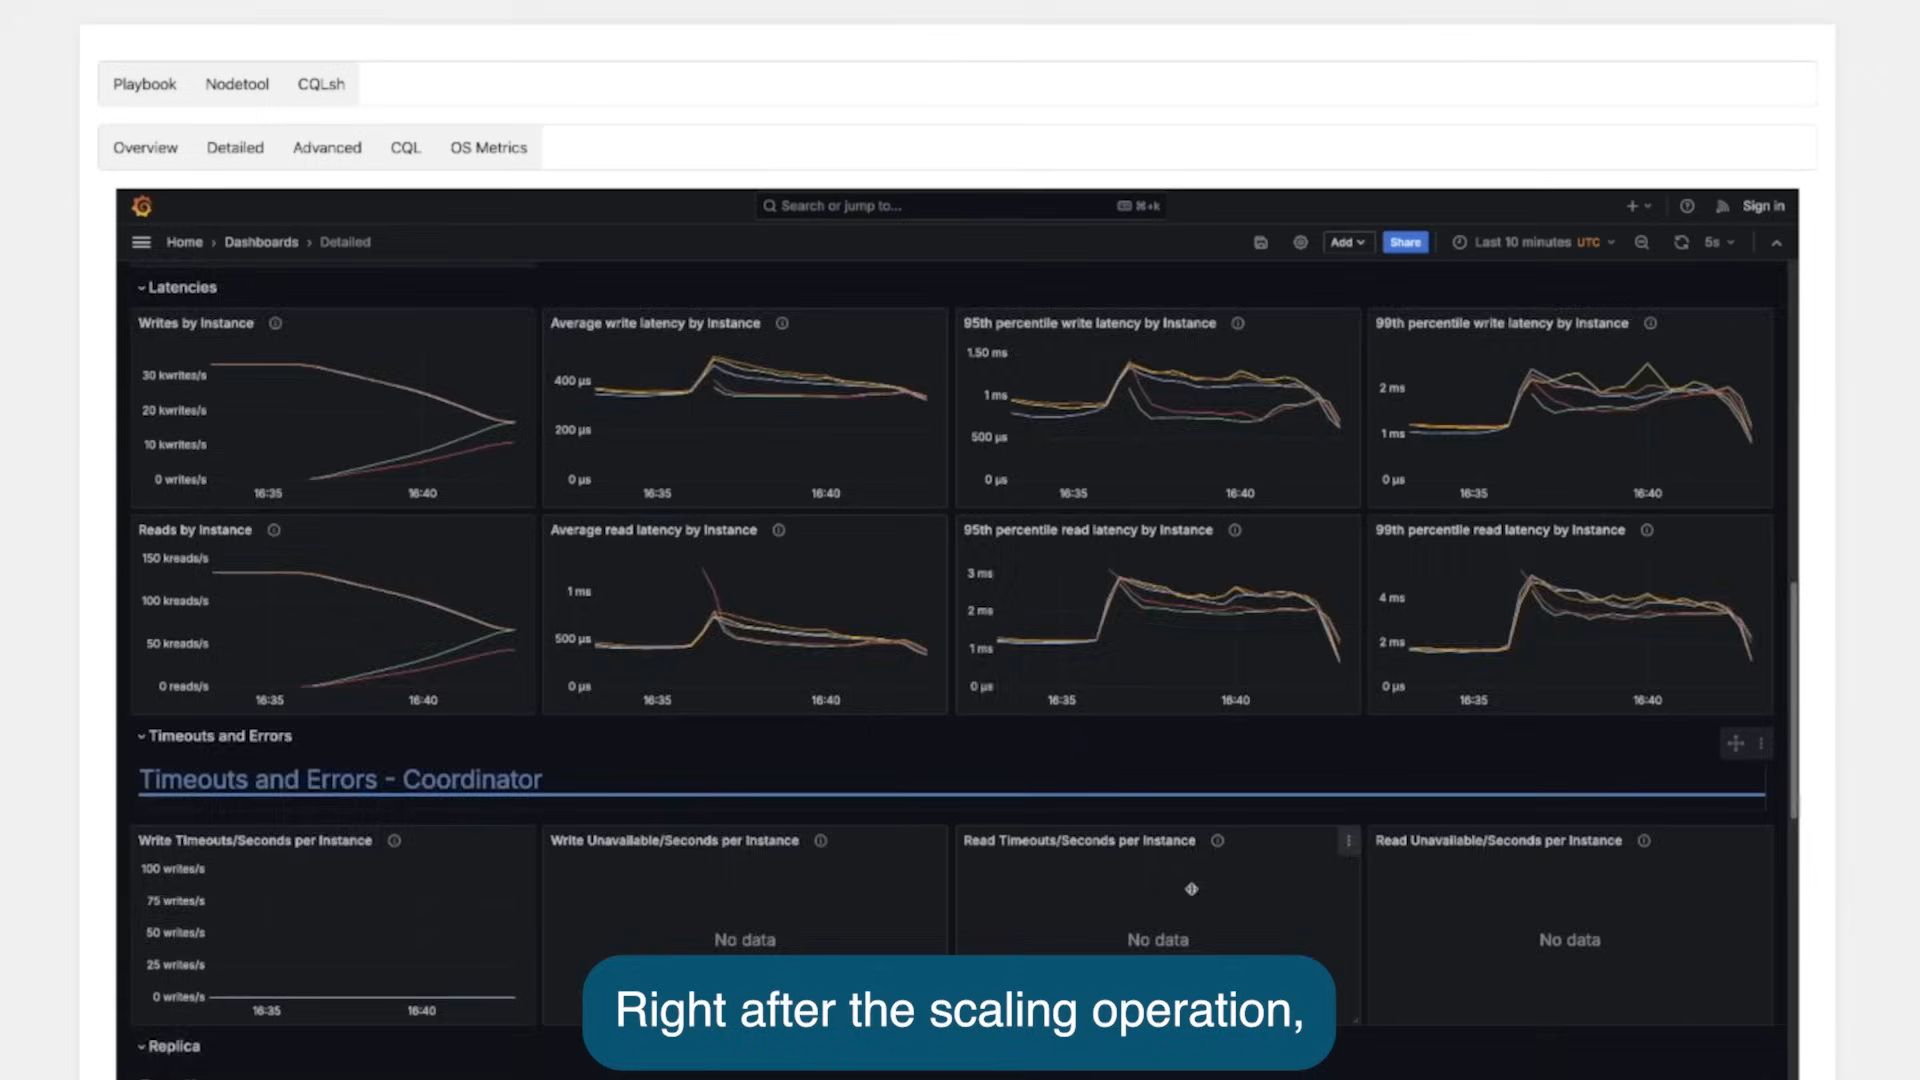 Playbook Nodetool CQLsh
Overview Detailed Advanced CQL OS Metrics
Search or jump to... ⌘+k Sign in
Home › Dashboards › Detailed Add Share Last 10 minutes UTC 5s
Latencies
Writes by Instance
30 kwrites/s
20 kwrites/s
10 kwrites/s
0 writes/s
16:35 16:40
Average write latency by Instance
400 µs
200 µs
0 µs
16:35 16:40
95th percentile write latency by Instance
1.50 ms
1 ms
500 µs
0 µs
16:35 16:40
99th percentile write latency by Instance
2 ms
1 ms
0 µs
16:35 16:40
Reads by Instance
150 kreads/s
100 kreads/s
50 kreads/s
0 reads/s
16:35 16:40
Average read latency by Instance
1 ms
500 µs
0 µs
16:35 16:40
95th percentile read latency by Instance
3 ms
2 ms
1 ms
0 µs
16:35 16:40
99th percentile read latency by Instance
4 ms
2 ms
0 µs
16:35 16:40
Timeouts and Errors
Timeouts and Errors - Coordinator
Write Timeouts/Seconds per Instance
100 writes/s
75 writes/s
50 writes/s
25 writes/s
0 writes/s
16:35 16:40
Write Unavailable/Seconds per Instance
No data
Read Timeouts/Seconds per Instance
No data
Read Unavailable/Seconds per Instance
No data
Replica
Right after the scaling operation,